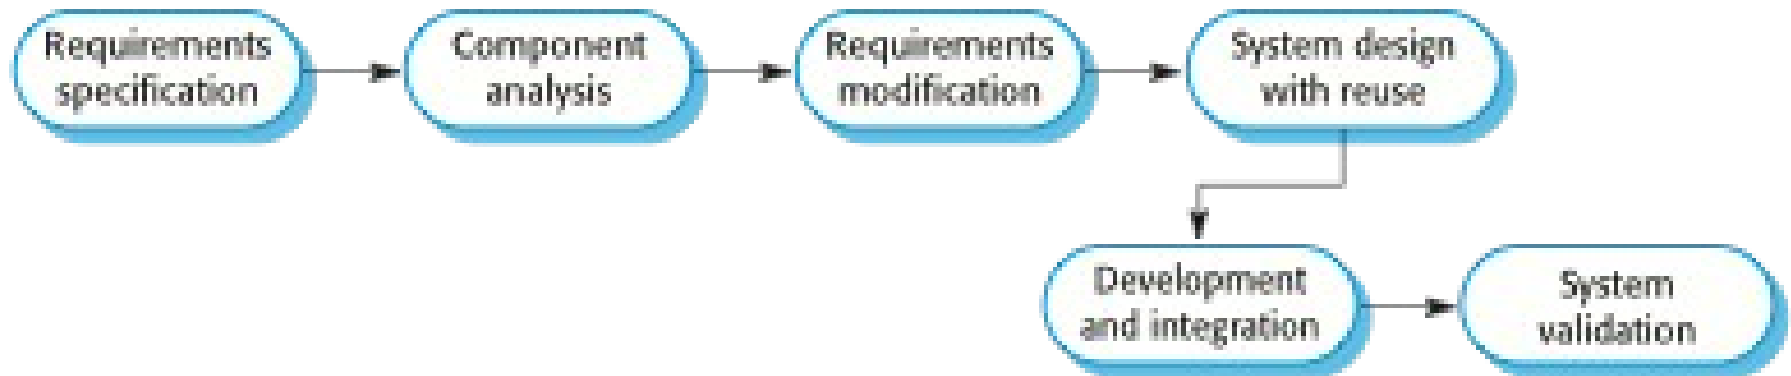 Requirements
specification
Component
analysis
Requirements
modification
System design
with reuse
Development
and integration
System
validation